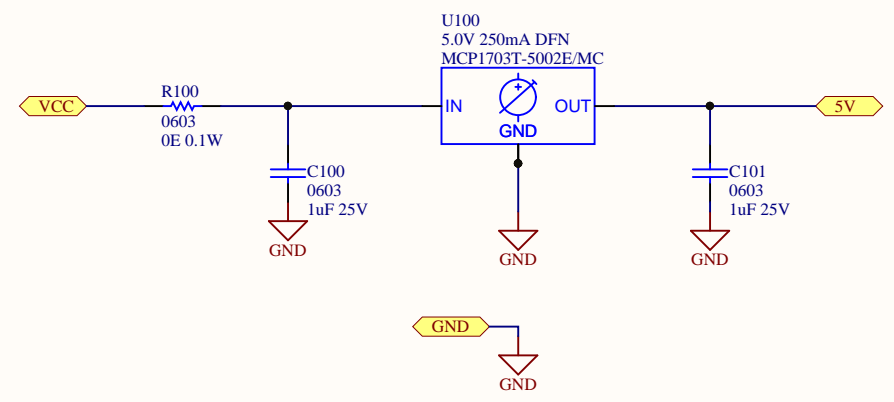 U100
5.0V 250mA DFN
MCP1703T-5002E/MC
VCC
R100
0603
0E 0.1W
IN
OUT
GND
5V
C100
0603
1uF 25V
GND
GND
C101
0603
1uF 25V
GND
GND
GND